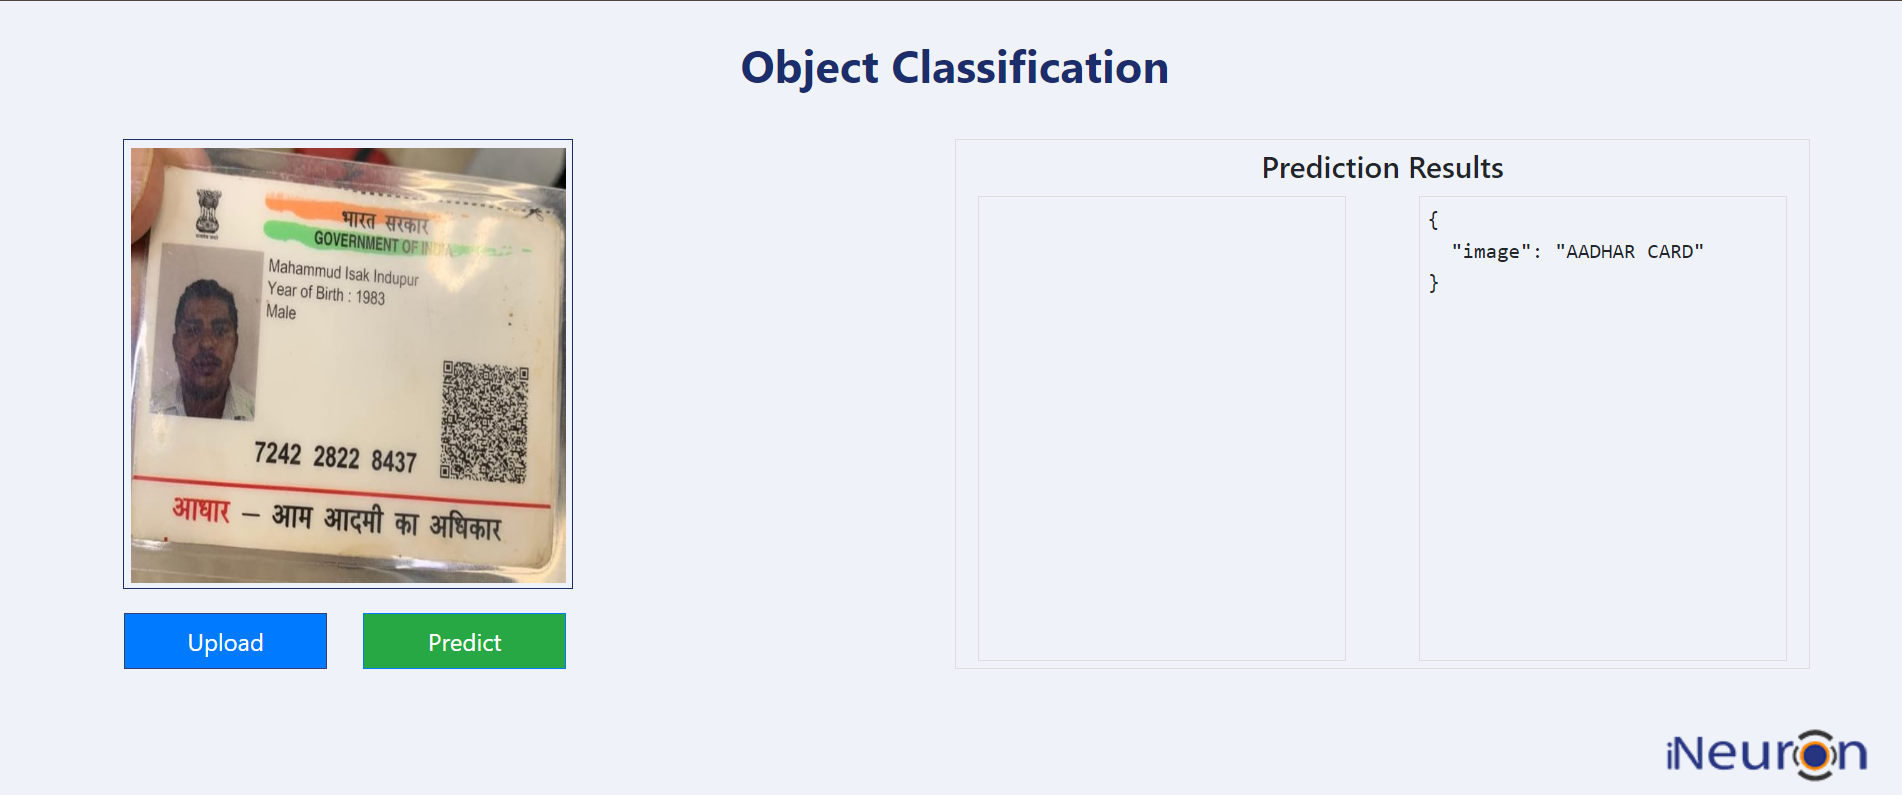 Object Classification
भारत सरकार
GOVERNMENT OF INDIA
Mahammud Isak Indupur
Year of Birth : 1983
Male
7242 2822 8437
आधार – आम आदमी का अधिकार
Upload
Predict
Prediction Results
{
"image": "AADHAR CARD"
}
iNeuron